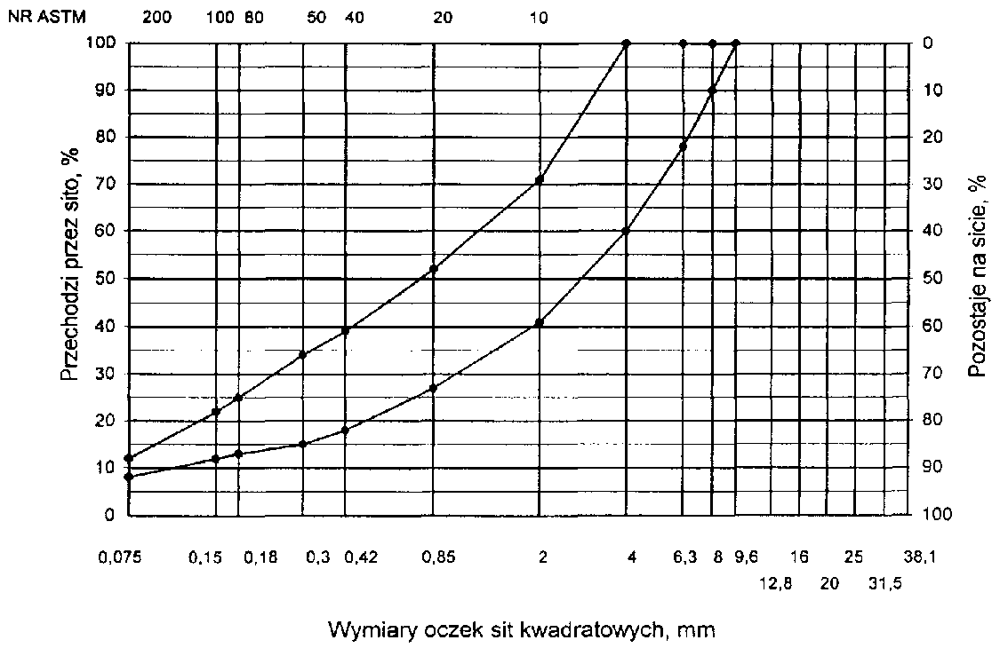 NR ASTM 200 100 80 50 40 20 10
100 0
90 10
80 20
70 30
60 40
50 50
40 60
30 70
20 80
10 90
0 100
Przechodzi przez sito, %
Pozostaje na sicie, %
0,075 0,15 0,18 0,3 0,42 0,85 2 4 6,3 8 9,6 16 25 38,1
12,8 20 31,5
Wymiary oczek sit kwadratowych, mm